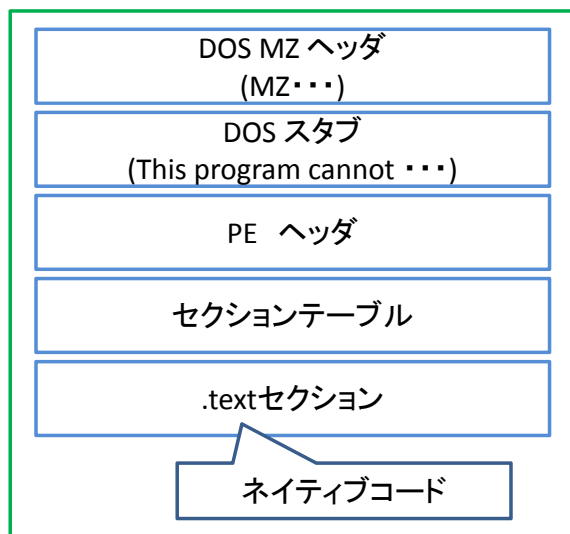 DOS MZ ヘッダ
(MZ・・・)
DOS スタブ
(This program cannot ・・・)
PE ヘッダ
セクションテーブル
.textセクション
ネイティブコード